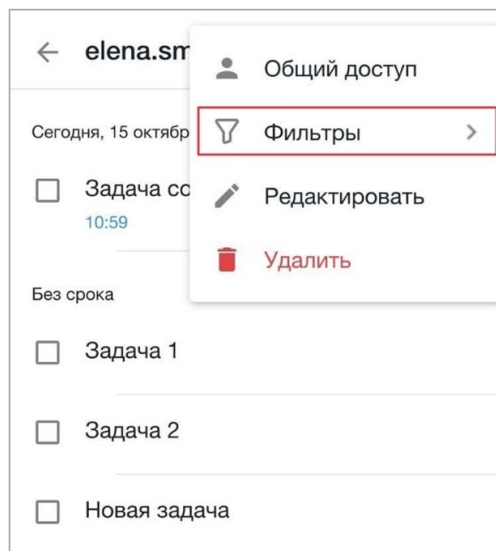 elena.sm
Общий доступ
Сегодня, 15 октябр
Фильтры
Задача со
10:59
Редактировать
Удалить
Без срока
Задача 1
Задача 2
Новая задача